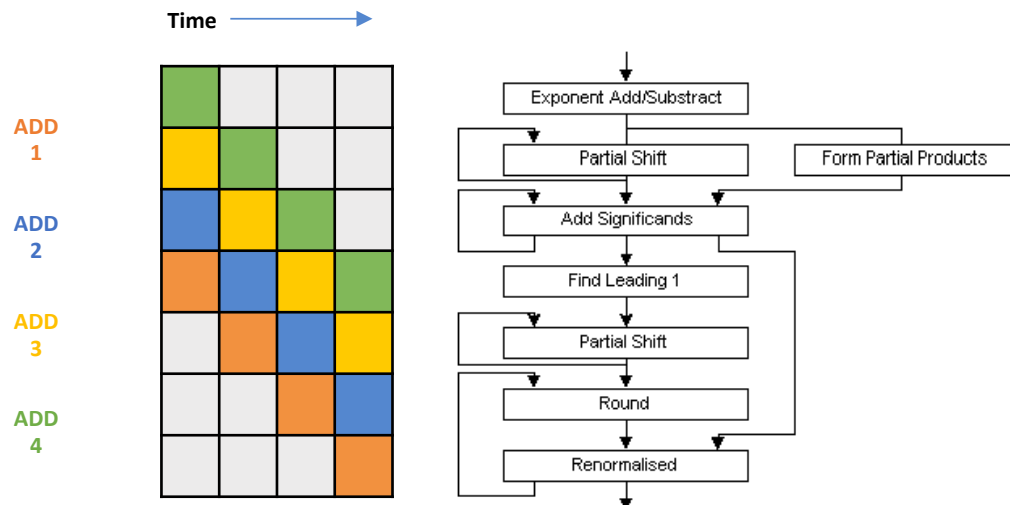 Time
ADD
1
ADD
2
ADD
3
ADD
4
Exponent Add/Substract
Partial Shift
Form Partial Products
Add Significands
Find Leading 1
Partial Shift
Round
Renormalised